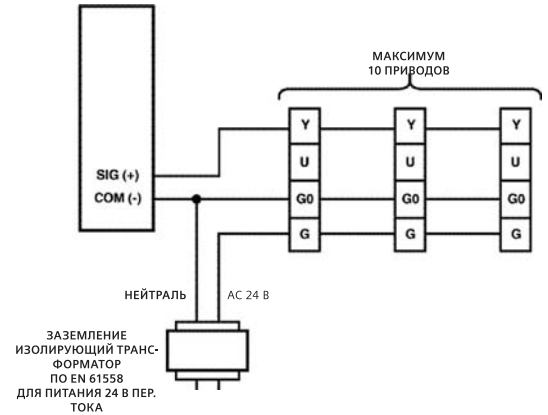 МАКСИМУМ
10 ПРИВОДОВ
Y Y Y
U U U
SIG (+)
COM (-)
G0 G0 G0
G G G
НЕЙТРАЛЬ
AC 24 В
ЗАЗЕМЛЕНИЕ
ИЗОЛИРУЮЩИЙ ТРАНС-
ФОРМАТОР
ПО EN 61558
ДЛЯ ПИТАНИЯ 24 В ПЕР.
ТОКА